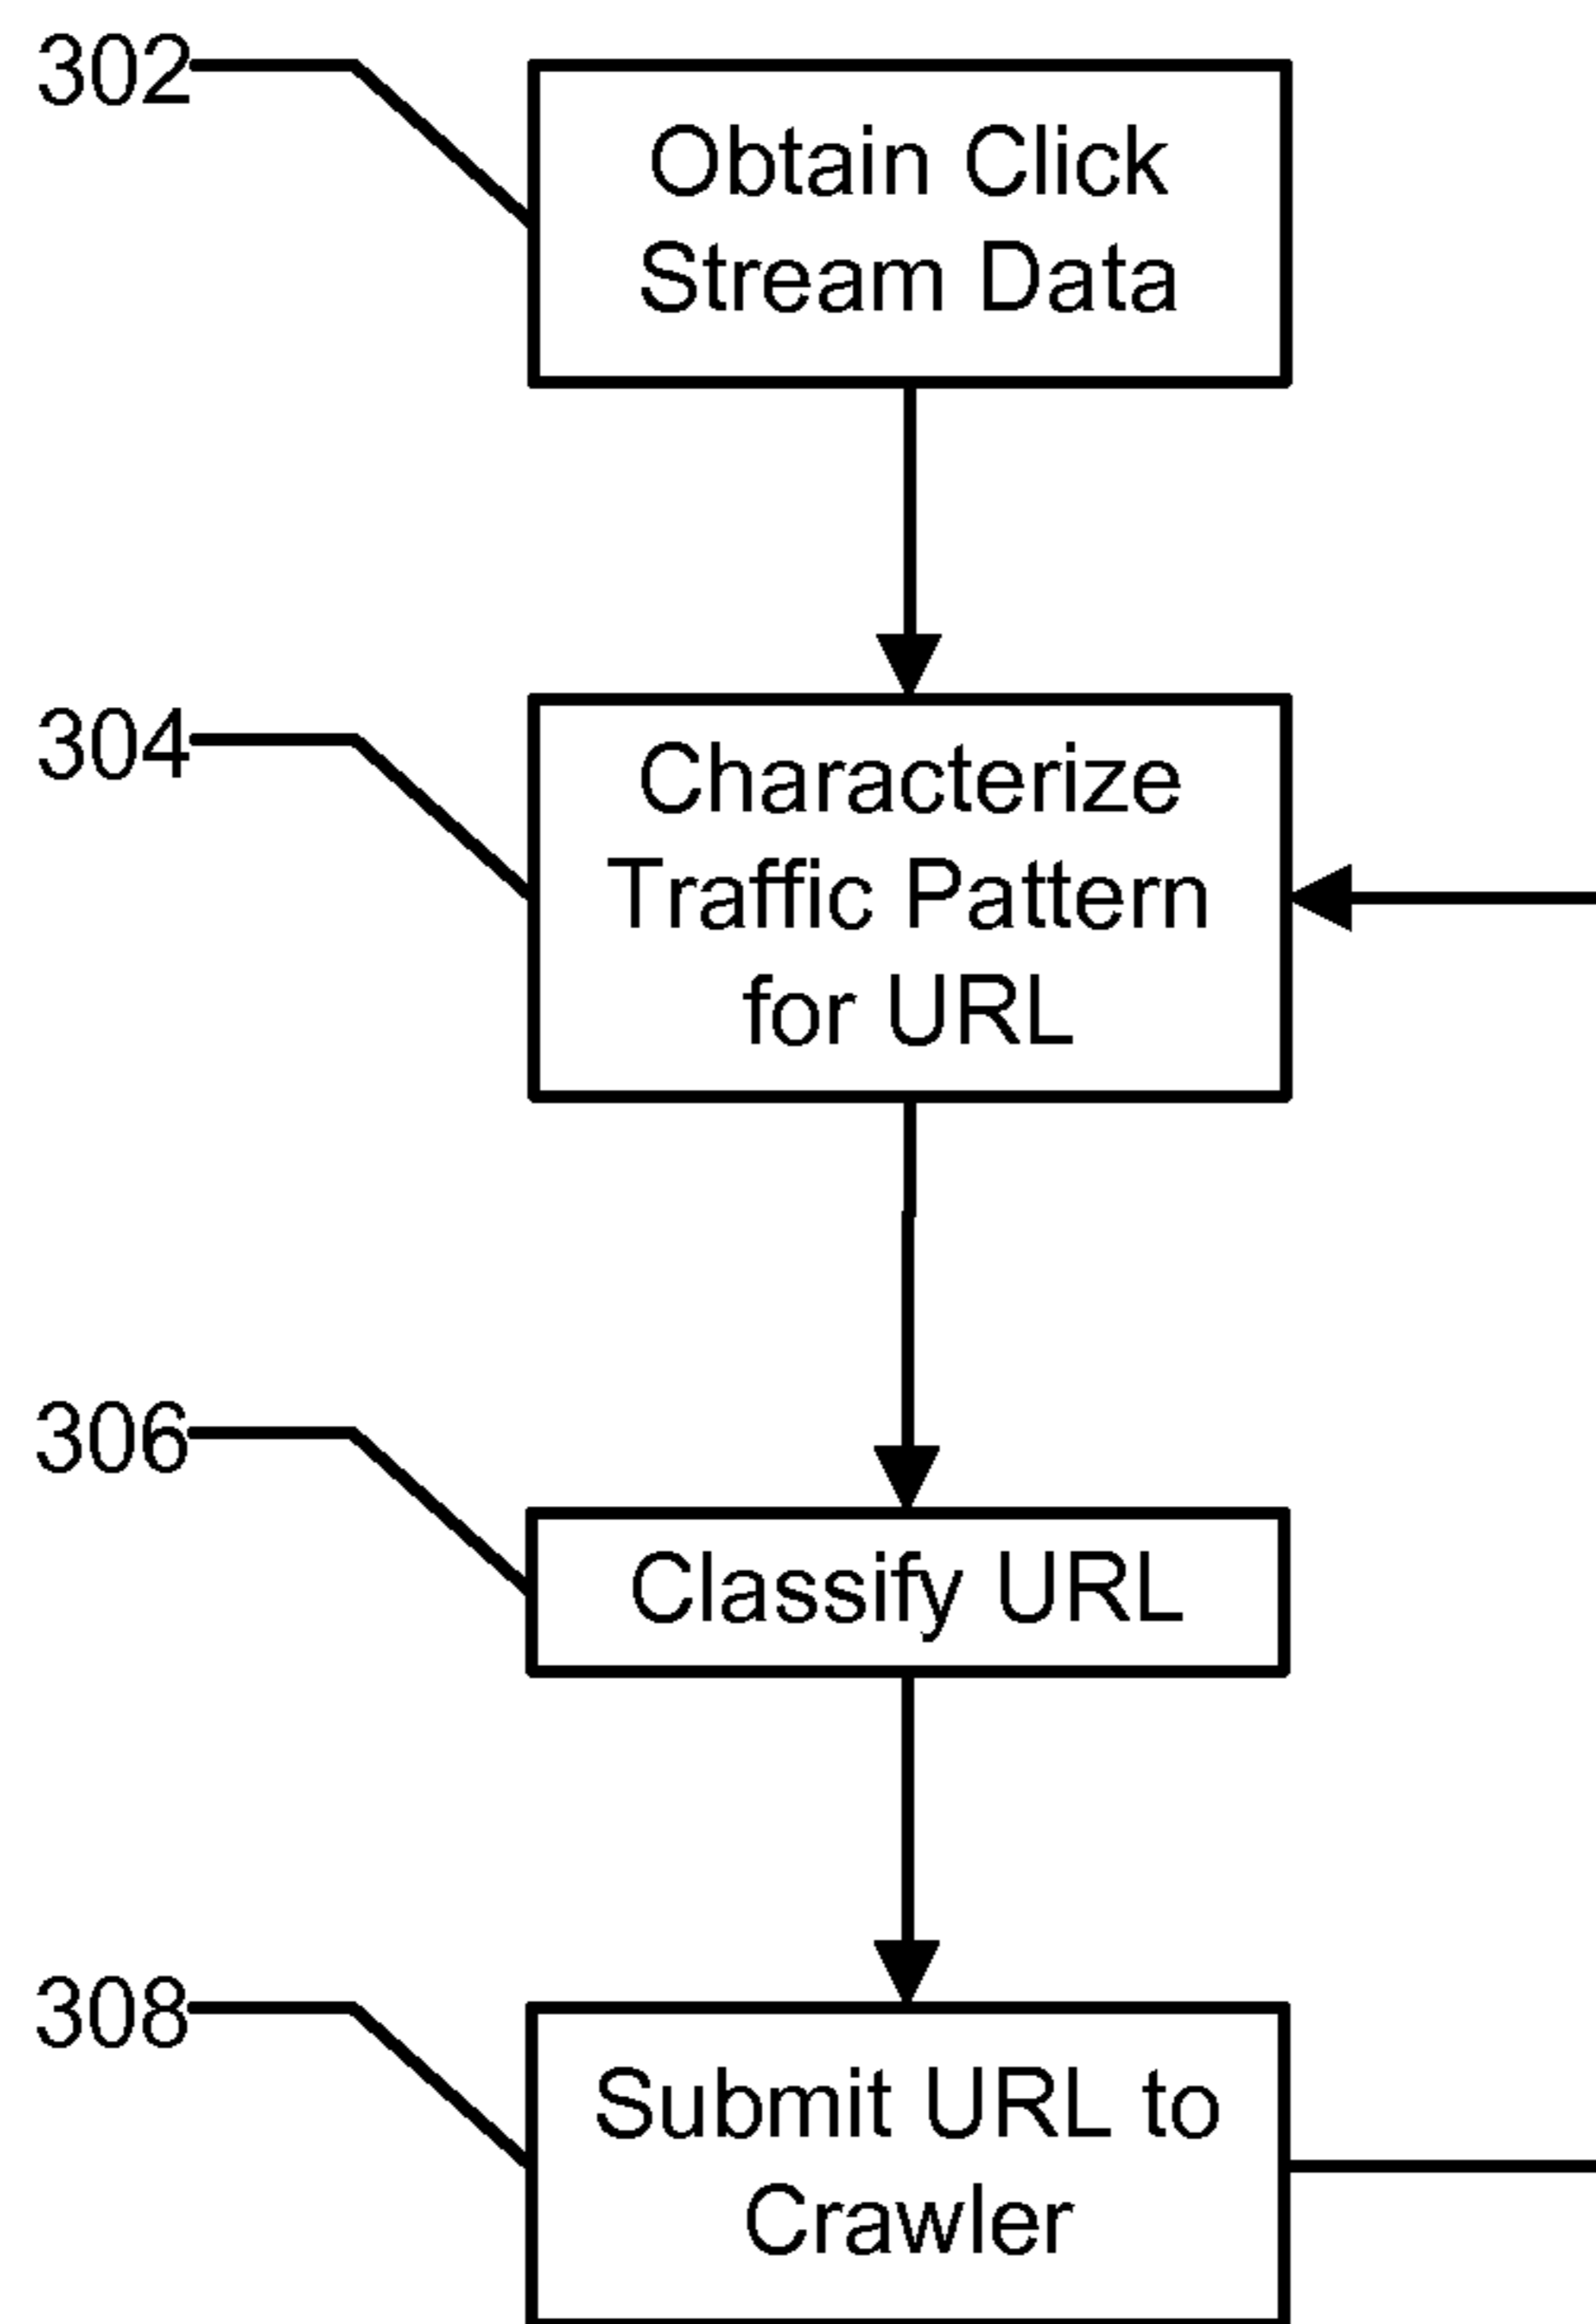 302
Obtain Click
Stream Data
304
Characterize
Traffic Pattern
for URL
306
Classify URL
308
Submit URL to
Crawler